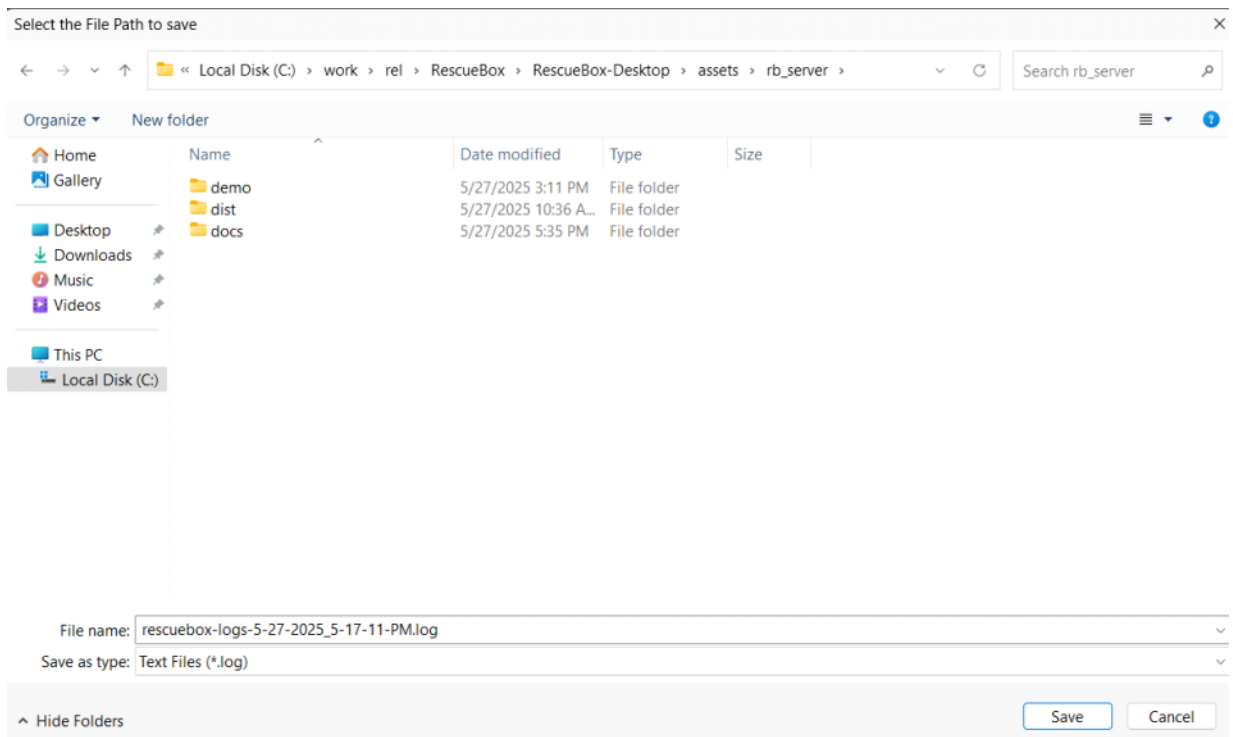 Select the File Path to save
« Local Disk (C:) › work › rel › RescueBox › RescueBox-Desktop › assets › rb_server ›
Search rb_server
Organize
New folder
Home
Gallery
Desktop
Downloads
Music
Videos
This PC
Local Disk (C:)
Name Date modified Type Size
demo 5/27/2025 3:11 PM File folder
dist 5/27/2025 10:36 A... File folder
docs 5/27/2025 5:35 PM File folder
File name: rescuebox-logs-5-27-2025_5-17-11-PM.log
Save as type: Text Files (*.log)
Hide Folders
Save
Cancel